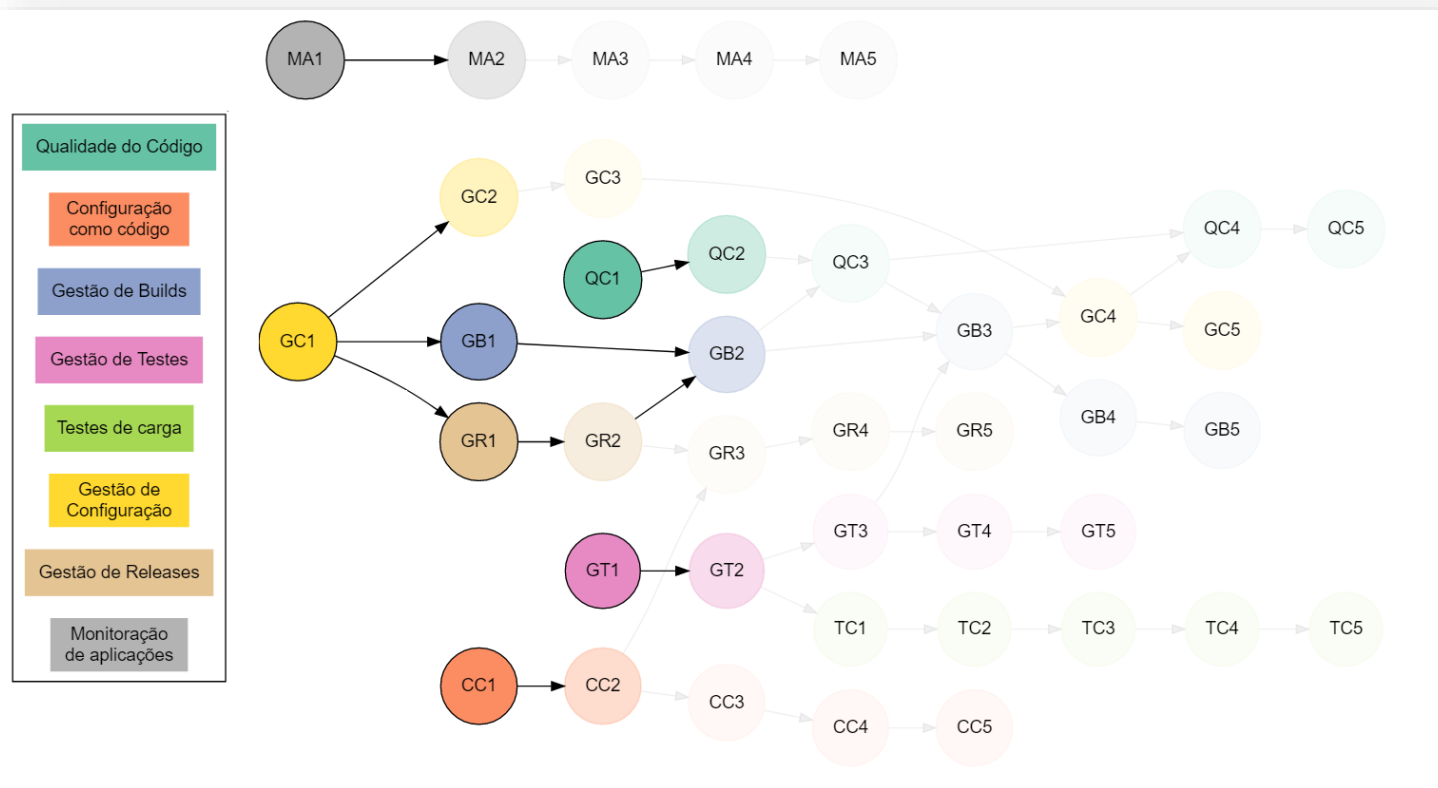 MA1
MA2
MA3
MA4
MA5
Qualidade do Código
Configuração
como código
Gestão de Builds
Gestão de Testes
Testes de carga
Gestão de
Configuração
Gestão de Releases
Monitoração
de aplicações
GC1
GC2
GC3
GC4
GC5
QC1
QC2
QC3
QC4
QC5
GB1
GB2
GB3
GB4
GB5
GR1
GR2
GR3
GR4
GR5
GT1
GT2
GT3
GT4
GT5
TC1
TC2
TC3
TC4
TC5
CC1
CC2
CC3
CC4
CC5